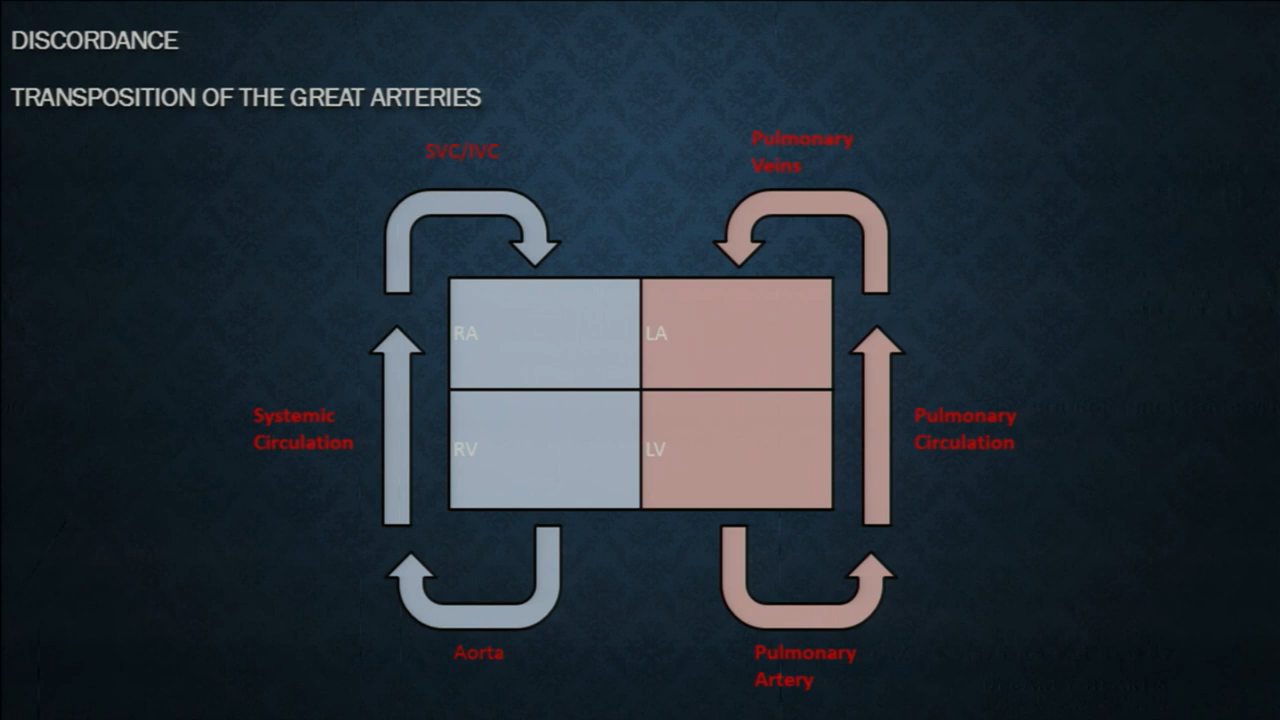 DISCORDANCE
TRANSPOSITION OF THE GREAT ARTERIES
SVC/IVC
Pulmonary
Veins
RA
LA
Systemic
Circulation
Pulmonary
Circulation
RV
LV
Aorta
Pulmonary
Artery